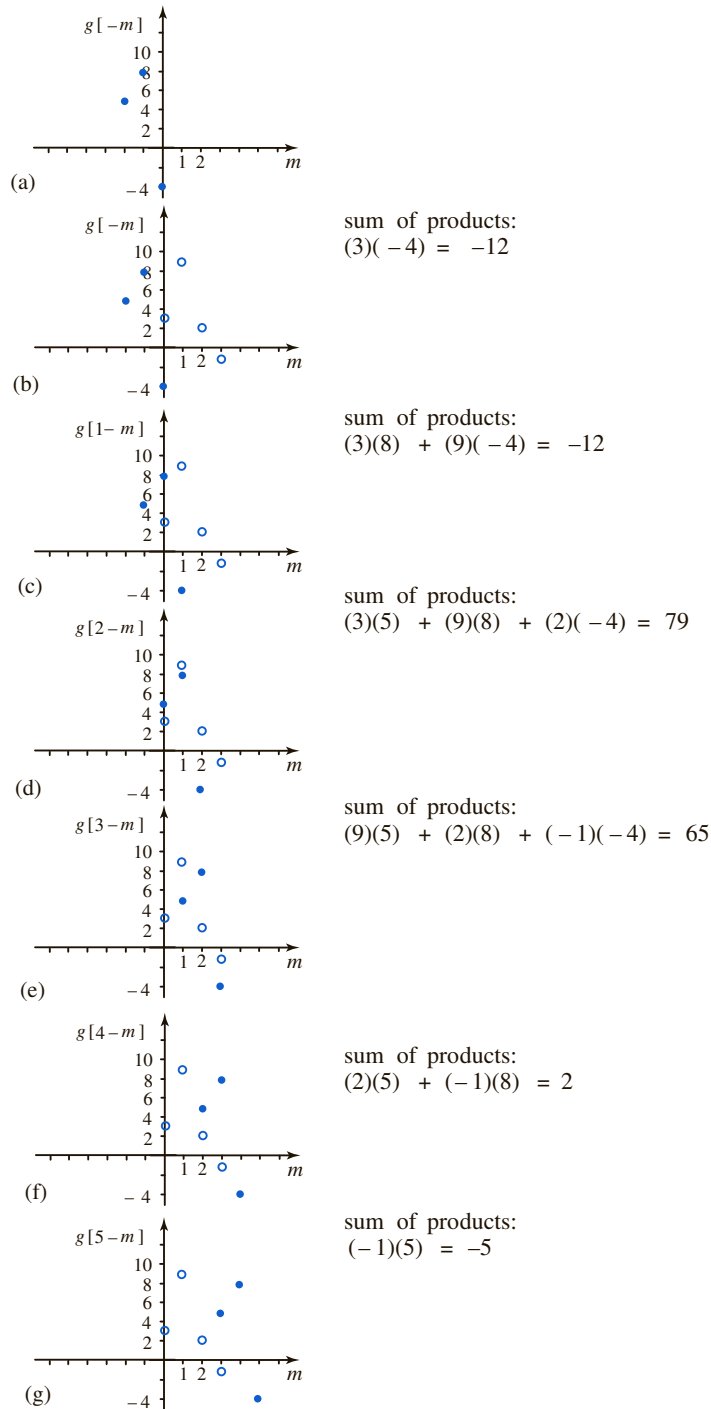 g[−m]
10
8
6
4
2
1 2 m
(a)
−4
g[−m]
sum of products:
(3)(−4) = −12
10
8
6
4
2
1 2 m
(b)
−4
g[1−m]
sum of products:
(3)(8) + (9)(−4) = −12
10
8
6
4
2
1 2 m
(c)
−4
sum of products:
(3)(5) + (9)(8) + (2)(−4) = 79
g[2−m]
10
8
6
4
2
1 2 m
(d)
−4
sum of products:
(9)(5) + (2)(8) + (−1)(−4) = 65
g[3−m]
10
8
6
4
2
1 2 m
(e)
−4
g[4−m]
sum of products:
(2)(5) + (−1)(8) = 2
10
8
6
4
2
1 2 m
(f)
−4
sum of products:
(−1)(5) = −5
g[5−m]
10
8
6
4
2
1 2 m
(g)
−4